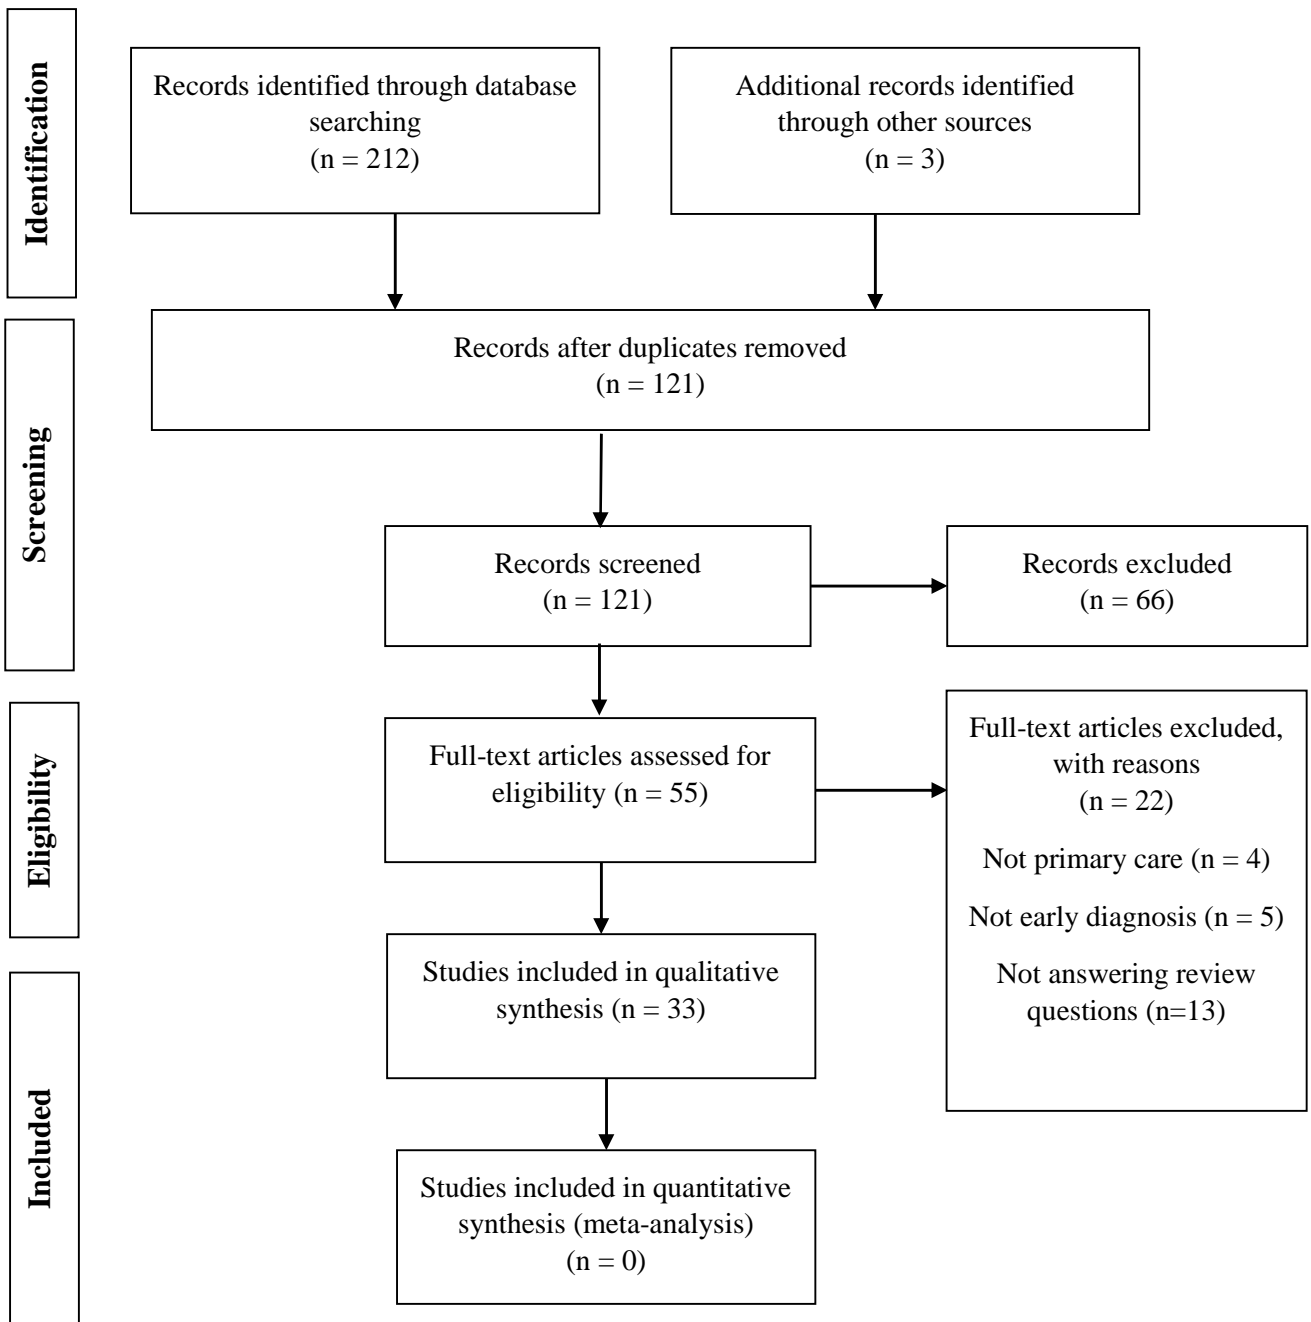 Identification
Records identified through database
searching
(n = 212)
Additional records identified
through other sources
(n = 3)
Screening
Records after duplicates removed
(n = 121)
Records screened
(n = 121)
Records excluded
(n = 66)
Eligibility
Full-text articles assessed for
eligibility (n = 55)
Full-text articles excluded,
with reasons
(n = 22)
Not primary care (n = 4)
Not early diagnosis (n = 5)
Not answering review
questions (n=13)
Included
Studies included in qualitative
synthesis (n = 33)
Studies included in quantitative
synthesis (meta-analysis)
(n = 0)